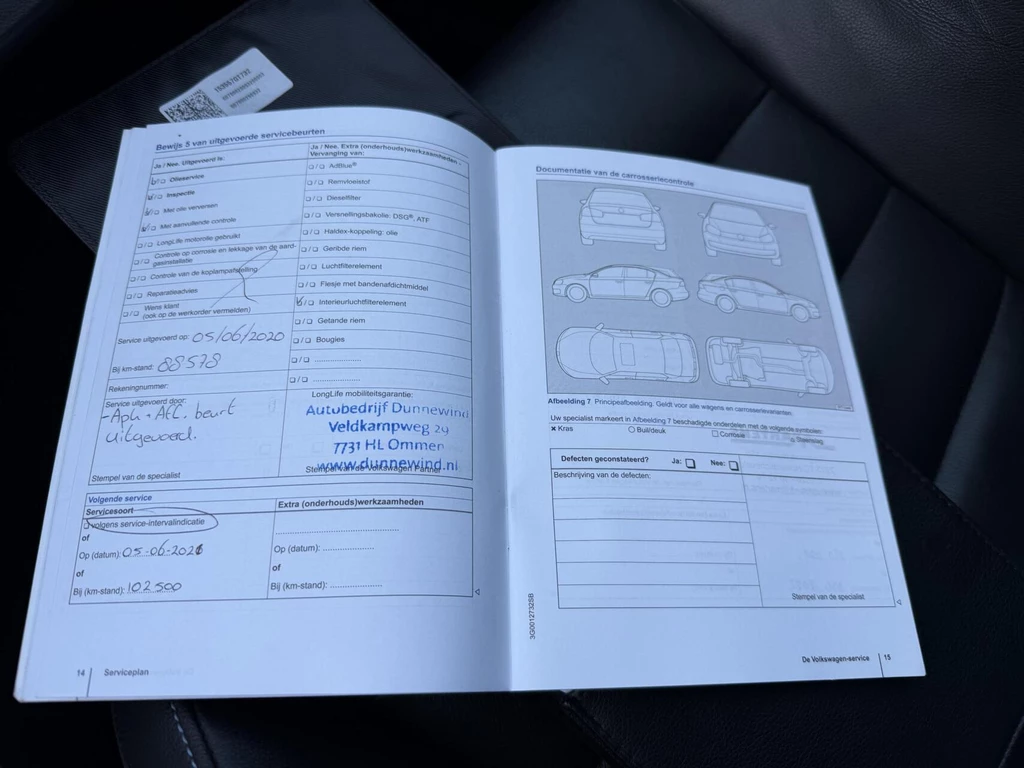 Bewijs 5 van uitgevoerde servicebeurten
Ja / Nee. Uitgevoerd is:
Olieservice
Inspectie
Met olie verversen
Met aanvullende controle
LongLife motorolie gebruikt
Controle op corrosie en lekkage van de aard-
gasinstallatie
Controle van de koplampafstelling
Reparatieadvies
Wens klant
(ook op de werkorder vermelden)
Service uitgevoerd op: 05/06/2020
Bij km-stand: 88578
Rekeningnummer:
Service uitgevoerd door:
beurt
uitgevoerd.
Stempel van de specialist
Ja / Nee. Extra (onderhouds)werkzaamheden :
Vervanging van:
AdBlue®
Remvloeistof
Dieselfilter
Versnellingsbakolie: DSG®, ATF
Haldex-koppeling: olie
Geribde riem
Luchtfilterelement
Flesje met bandenafdichtmiddel
Interieurluchtfilterelement
Getande riem
Bougies
LongLife mobiliteitsgarantie:
Autobedrijf Dunnewind
Veldkampweg 29
7731 HL Ommen
www.dunnewind.nl
Stempel van de Volkswagen Partner
Volgende service
Servicesoort
volgens service-intervalindicatie
of
Op (datum): 05-06-2021
of
Bij (km-stand): 102500
Extra (onderhouds)werkzaamheden
Op (datum): ..................
of
Bij (km-stand): ..................
14 Serviceplan
Documentatie van de carrosseriecontrole
Afbeelding 7 Principeafbeelding. Geldt voor alle wagens en carrosserievarianten.
Uw specialist markeert in Afbeelding 7 beschadigde onderdelen met de volgende symbolen:
× Kras
○ Buil/deuk
□ Corrosie
Steenslag
Defecten geconstateerd? Ja: Nee:
Beschrijving van de defecten:
Stempel van de specialist
3G0012732SB
De Volkswagen-service 15